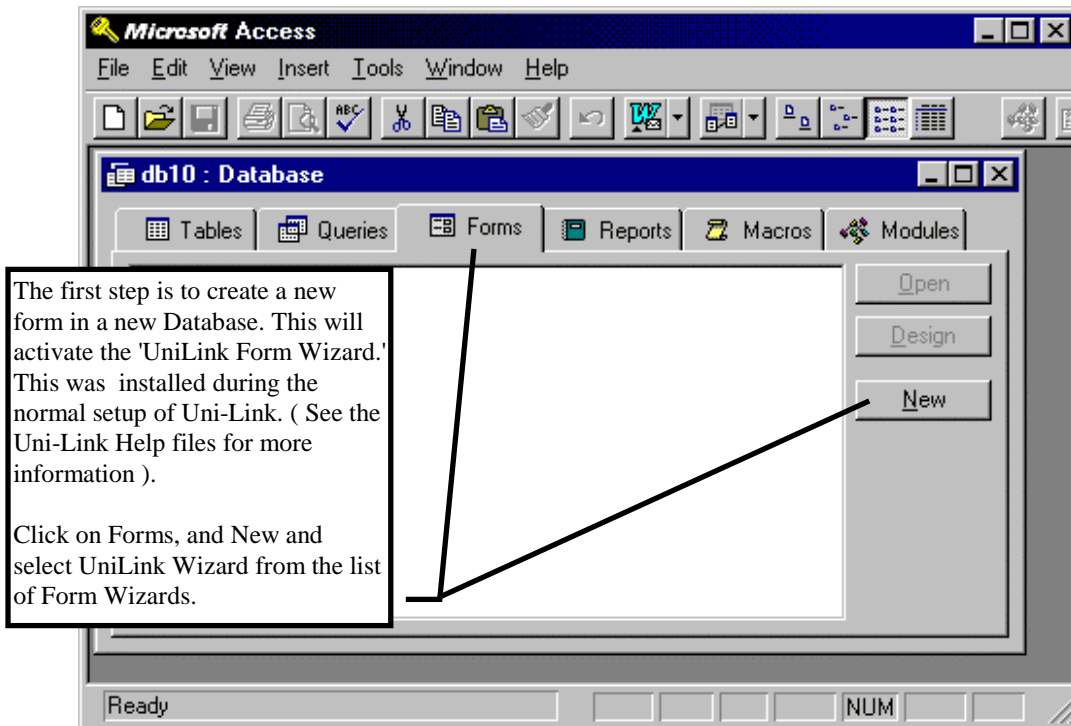 Microsoft Access
File Edit View Insert Tools Window Help
ABC
W
db10 : Database
Tables Queries Forms Reports Macros Modules
Open
Design
New
The first step is to create a new
form in a new Database. This will
activate the 'UniLink Form Wizard.'
This was installed during the
normal setup of Uni-Link. ( See the
Uni-Link Help files for more
information ).
Click on Forms, and New and
select UniLink Wizard from the list
of Form Wizards.
Ready NUM